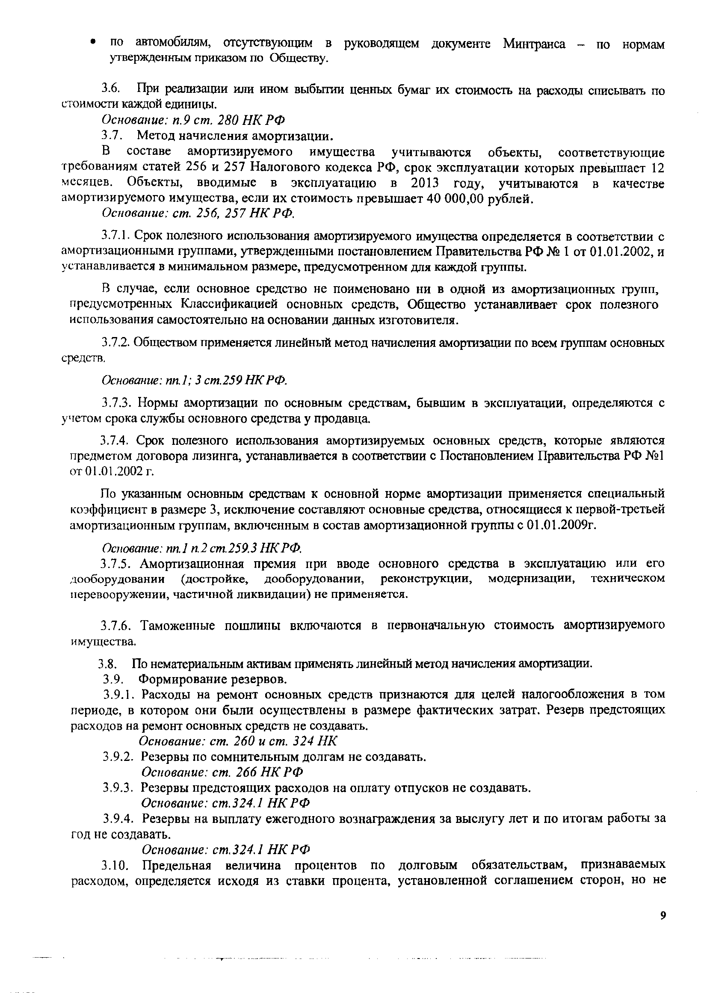 • по автомобилям, отсутствующим в руководящем документе Минтранса – по нормам
утвержденным приказом по Обществу.
3.6. При реализации или ином выбытии ценных бумаг их стоимость на расходы списывать по
стоимости каждой единицы.
Основание: п.9 ст. 280 НК РФ
3.7. Метод начисления амортизации.
В составе амортизируемого имущества учитываются объекты, соответствующие
требованиям статей 256 и 257 Налогового кодекса РФ, срок эксплуатации которых превышает 12
месяцев. Объекты, вводимые в эксплуатацию в 2013 году, учитываются в качестве
амортизируемого имущества, если их стоимость превышает 40 000,00 рублей.
Основание: ст. 256, 257 НК РФ.
3.7.1. Срок полезного использования амортизируемого имущества определяется в соответствии с
амортизационными группами, утвержденными постановлением Правительства РФ № 1 от 01.01.2002, и
устанавливается в минимальном размере, предусмотренном для каждой группы.
В случае, если основное средство не поименовано ни в одной из амортизационных групп,
предусмотренных Классификацией основных средств, Общество устанавливает срок полезного
использования самостоятельно на основании данных изготовителя.
3.7.2. Обществом применяется линейный метод начисления амортизации по всем группам основных
средств.
Основание: пп.1; 3 ст.259 НК РФ.
3.7.3. Нормы амортизации по основным средствам, бывшим в эксплуатации, определяются с
учетом срока службы основного средства у продавца.
3.7.4. Срок полезного использования амортизируемых основных средств, которые являются
предметом договора лизинга, устанавливается в соответствии с Постановлением Правительства РФ №1
от 01.01.2002 г.
По указанным основным средствам к основной норме амортизации применяется специальный
коэффициент в размере 3, исключение составляют основные средства, относящиеся к первой-третьей
амортизационным группам, включенным в состав амортизационной группы с 01.01.2009г.
Основание: пп.1 п.2 ст.259.3 НК РФ.
3.7.5. Амортизационная премия при вводе основного средства в эксплуатацию или его
дооборудовании (достройке, дооборудовании, реконструкции, модернизации, техническом
перевооружении, частичной ликвидации) не применяется.
3.7.6. Таможенные пошлины включаются в первоначальную стоимость амортизируемого
имущества.
3.8. По нематериальным активам применять линейный метод начисления амортизации.
3.9. Формирование резервов.
3.9.1. Расходы на ремонт основных средств признаются для целей налогообложения в том
периоде, в котором они были осуществлены в размере фактических затрат. Резерв предстоящих
расходов на ремонт основных средств не создавать.
Основание: ст. 260 и ст. 324 НК
3.9.2. Резервы по сомнительным долгам не создавать.
Основание: ст. 266 НК РФ
3.9.3. Резервы предстоящих расходов на оплату отпусков не создавать.
Основание: ст.324.1 НК РФ
3.9.4. Резервы на выплату ежегодного вознаграждения за выслугу лет и по итогам работы за
год не создавать.
Основание: ст.324.1 НК РФ
3.10. Предельная величина процентов по долговым обязательствам, признаваемых
расходом, определяется исходя из ставки процента, установленной соглашением сторон, но не
9